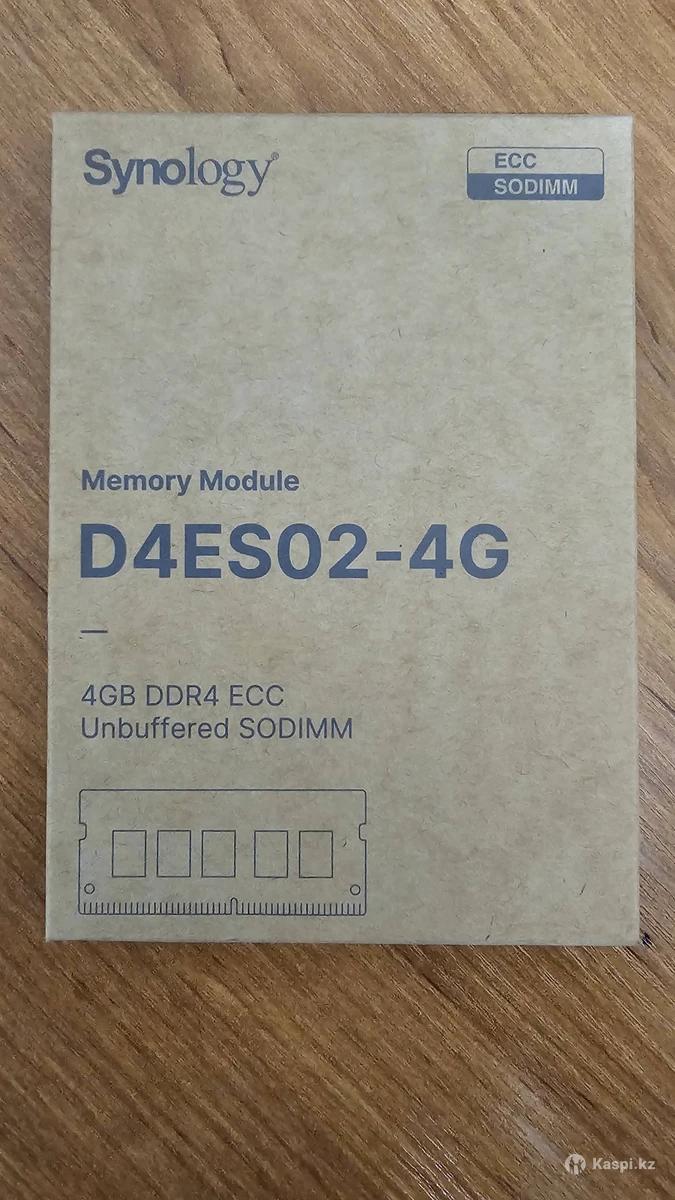 Synology®
ECC
SODIMM
Memory Module
D4ES02-4G
4GB DDR4 ECC
Unbuffered SODIMM
Kaspi.kz